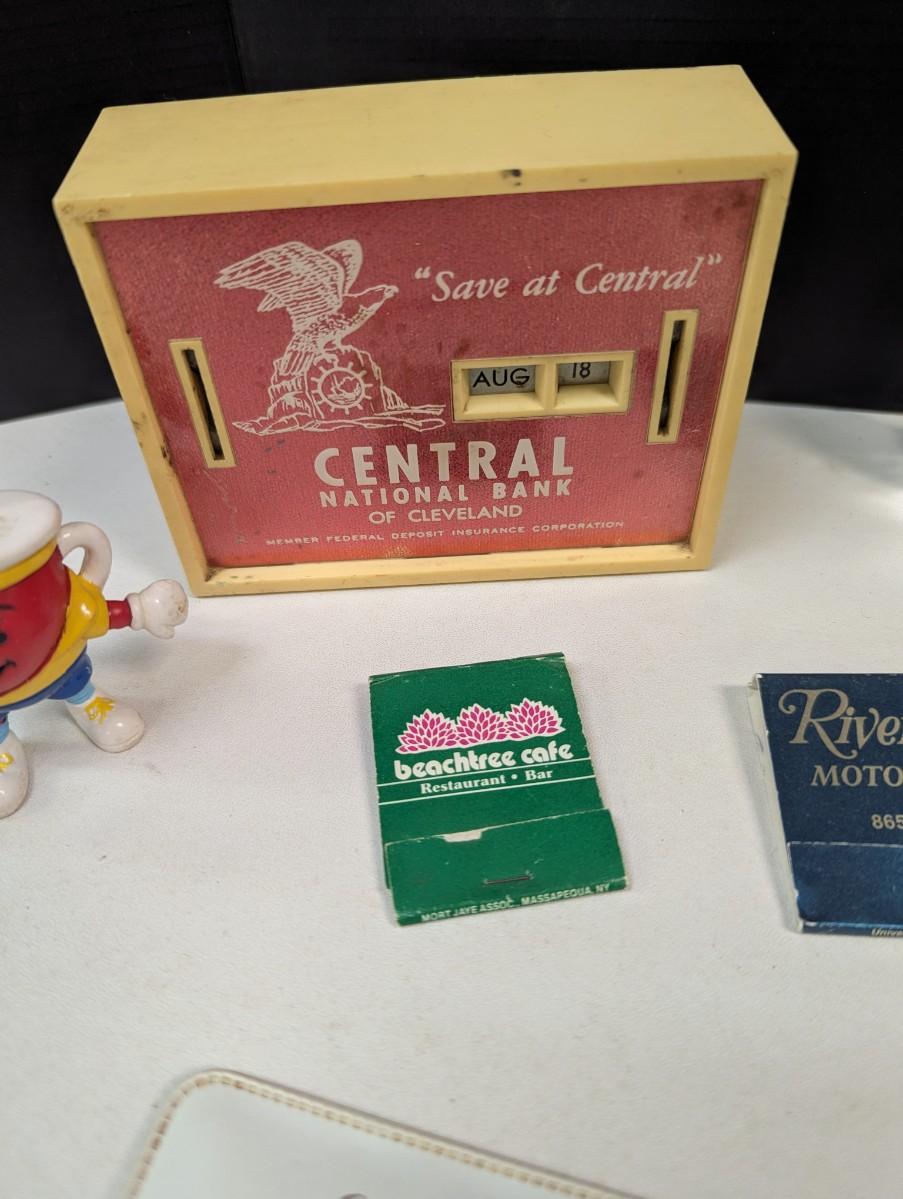 "Save at Central"
AUG 18
CENTRAL
NATIONAL BANK
OF CLEVELAND
MEMBER FEDERAL DEPOSIT INSURANCE CORPORATION
beachtree cafe
Restaurant • Bar
MORT JAYE ASSOC., MASSAPEQUA, NY
River
MOTO
865